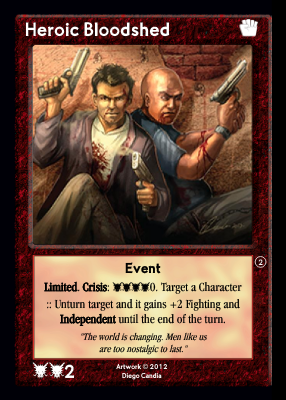 Heroic Bloodshed
2
Event
Limited. Crisis: 0. Target a Character
:: Unturn target and it gains +2 Fighting and
Independent until the end of the turn.
"The world is changing. Men like us
are too nostalgic to last."
2
Artwork © 2012
Diego Candia